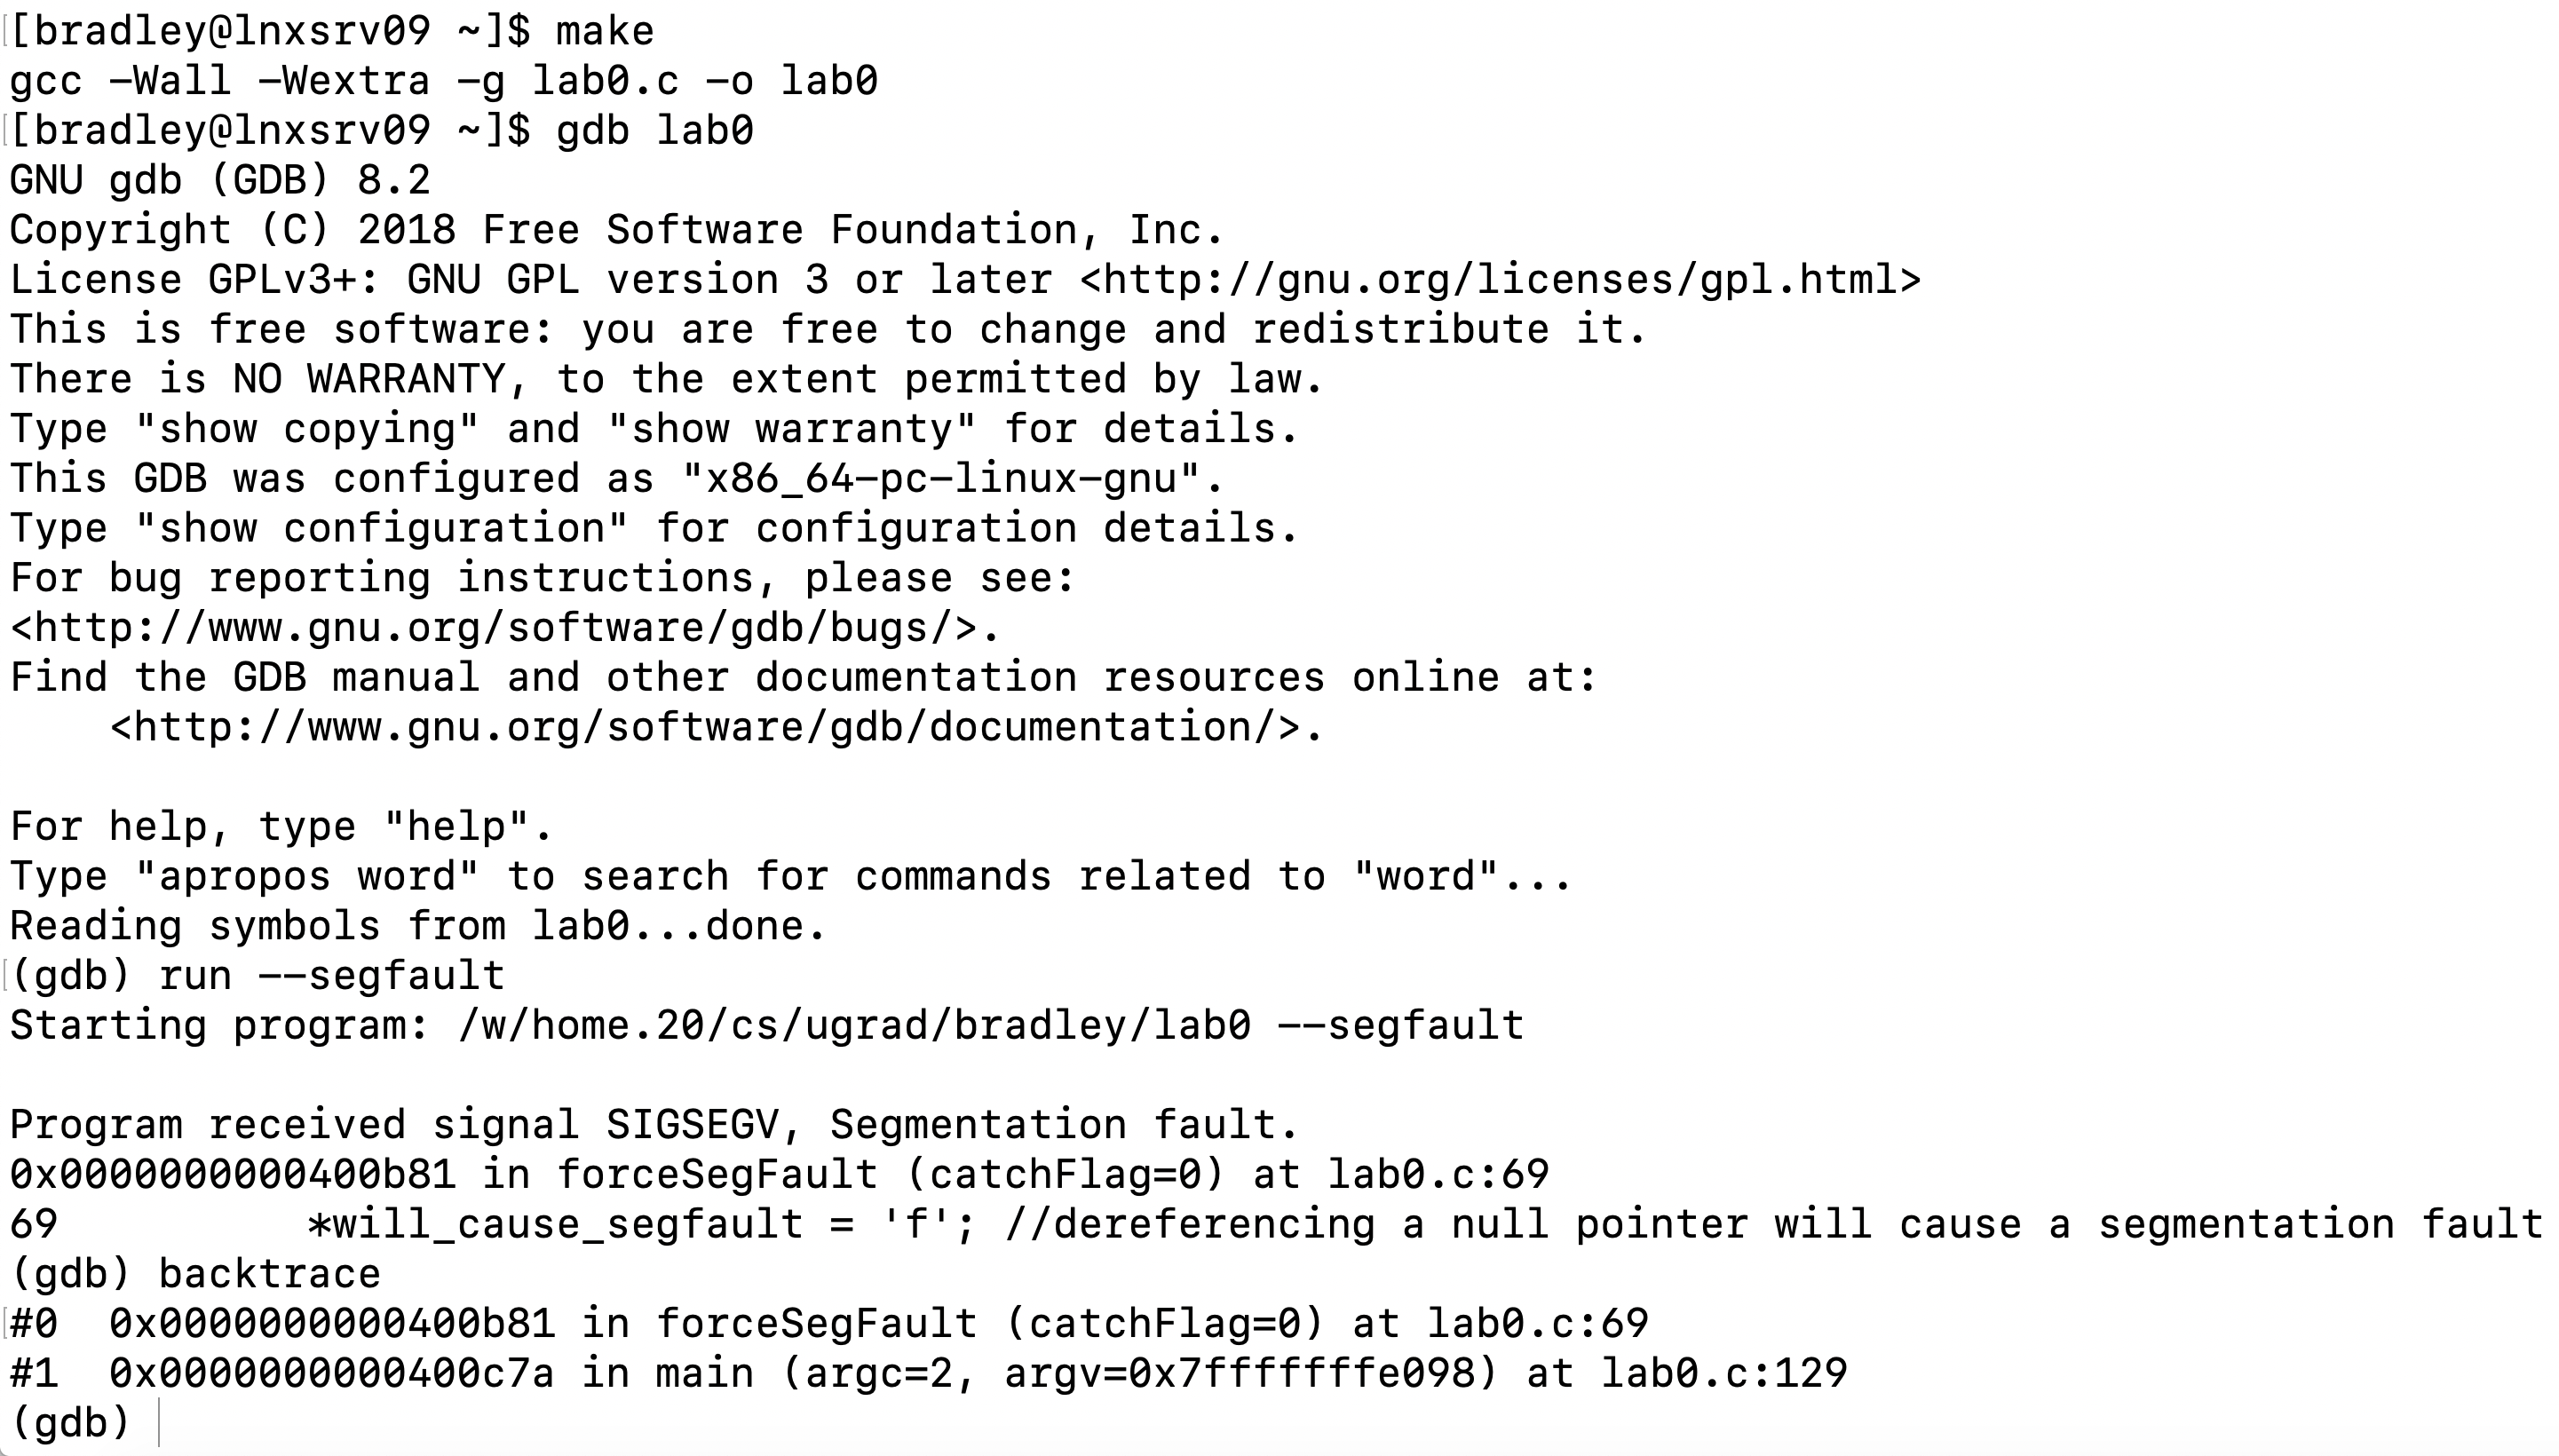 [bradley@lnxsrv09 ~]$ make
gcc -Wall -Wextra -g lab0.c -o lab0
[bradley@lnxsrv09 ~]$ gdb lab0
GNU gdb (GDB) 8.2
Copyright (C) 2018 Free Software Foundation, Inc.
License GPLv3+: GNU GPL version 3 or later <http://gnu.org/licenses/gpl.html>
This is free software: you are free to change and redistribute it.
There is NO WARRANTY, to the extent permitted by law.
Type "show copying" and "show warranty" for details.
This GDB was configured as "x86_64-pc-linux-gnu".
Type "show configuration" for configuration details.
For bug reporting instructions, please see:
<http://www.gnu.org/software/gdb/bugs/>.
Find the GDB manual and other documentation resources online at:
    <http://www.gnu.org/software/gdb/documentation/>.

For help, type "help".
Type "apropos word" to search for commands related to "word"...
Reading symbols from lab0...done.
(gdb) run --segfault
Starting program: /w/home.20/cs/ugrad/bradley/lab0 --segfault

Program received signal SIGSEGV, Segmentation fault.
0x0000000000400b81 in forceSegFault (catchFlag=0) at lab0.c:69
69          *will_cause_segfault = 'f'; //dereferencing a null pointer will cause a segmentation fault
(gdb) backtrace
#0  0x0000000000400b81 in forceSegFault (catchFlag=0) at lab0.c:69
#1  0x0000000000400c7a in main (argc=2, argv=0x7fffffffe098) at lab0.c:129
(gdb)